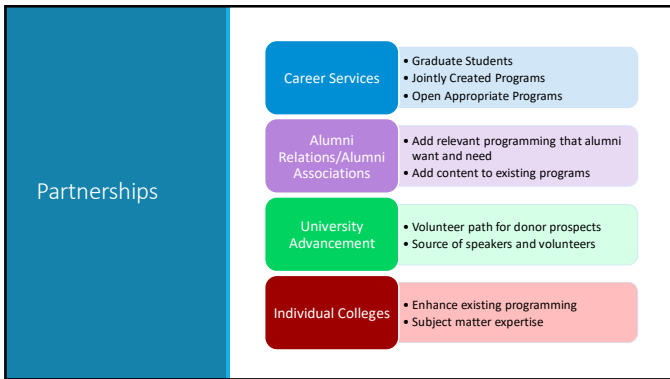 Partnerships
Career Services
• Graduate Students
• Jointly Created Programs
• Open Appropriate Programs
Alumni
Relations/Alumni
Associations
• Add relevant programming that alumni
want and need
• Add content to existing programs
University
Advancement
• Volunteer path for donor prospects
• Source of speakers and volunteers
Individual Colleges
• Enhance existing programming
• Subject matter expertise